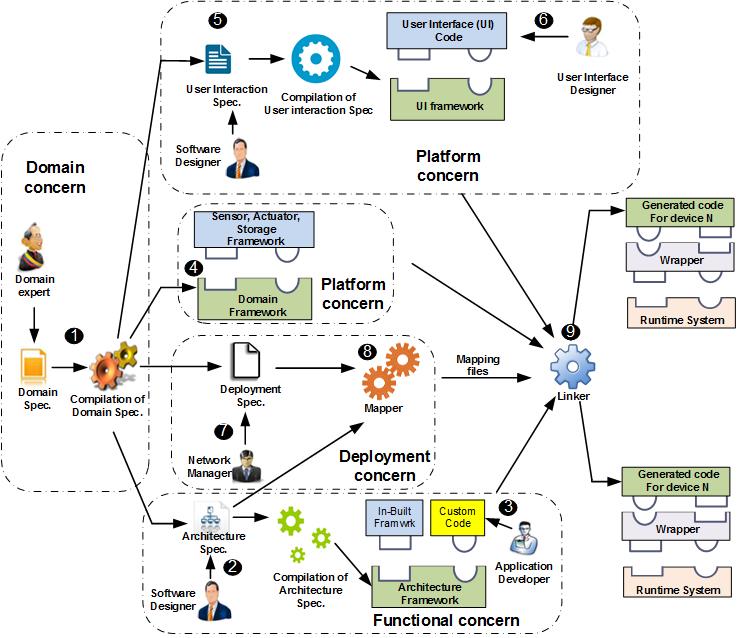 5
User Interaction
Spec.
Software
Designer
Compilation of
User interaction Spec
User Interface (UI)
Code
UI framework
6
User Interface
Designer
Platform
concern
Domain
concern
Domain
expert
1
Domain
Spec.
Compilation of
Domain Spec.
Sensor, Actuator,
Storage
Framework
4
Domain
Framework
Platform
concern
Deployment
Spec.
7
Network
Manager
8
Mapper
Deployment
concern
Mapping
files
9
Linker
Generated code
For device N
Wrapper
Runtime System
Generated code
For device N
Wrapper
Runtime System
Architecture
Spec.
2
Software
Designer
Compilation of
Architecture
Spec.
In-Built
Framwrk
Custom
Code
3
Application
Developer
Architecture
Framework
Functional concern